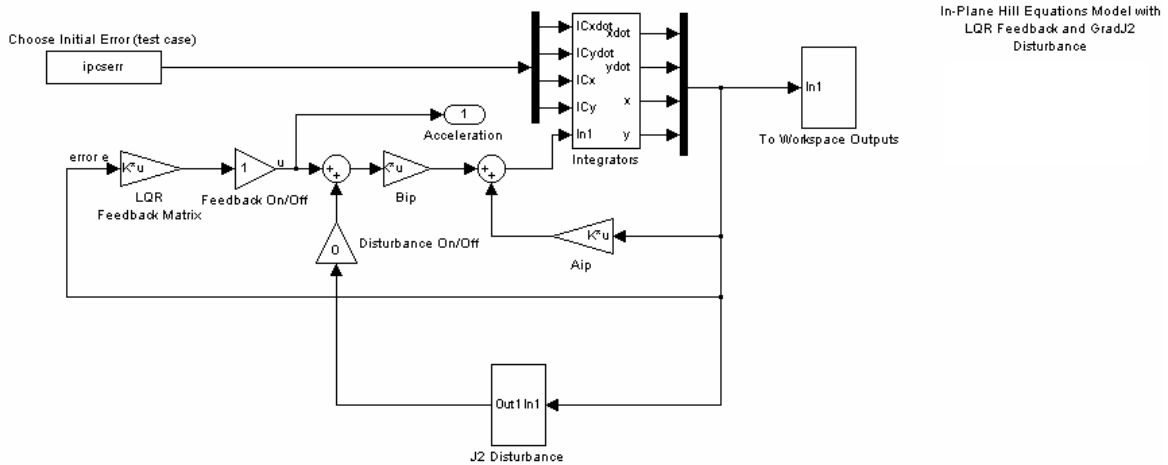 In-Plane Hill Equations Model with
LQR Feedback and GradJ2
Disturbance
Choose Initial Error (test case)
ipcserr
ICxdot
ICydot
ICx
ICy
In1
xdot
ydot
x
y
Integrators
In1
To Workspace Outputs
1
Acceleration
error e
K*u
LQR
Feedback Matrix
1
Feedback On/Off
u
+
+
K*u
Bip
+
+
0
Disturbance On/Off
K*u
Aip
Out1
In1
J2 Disturbance